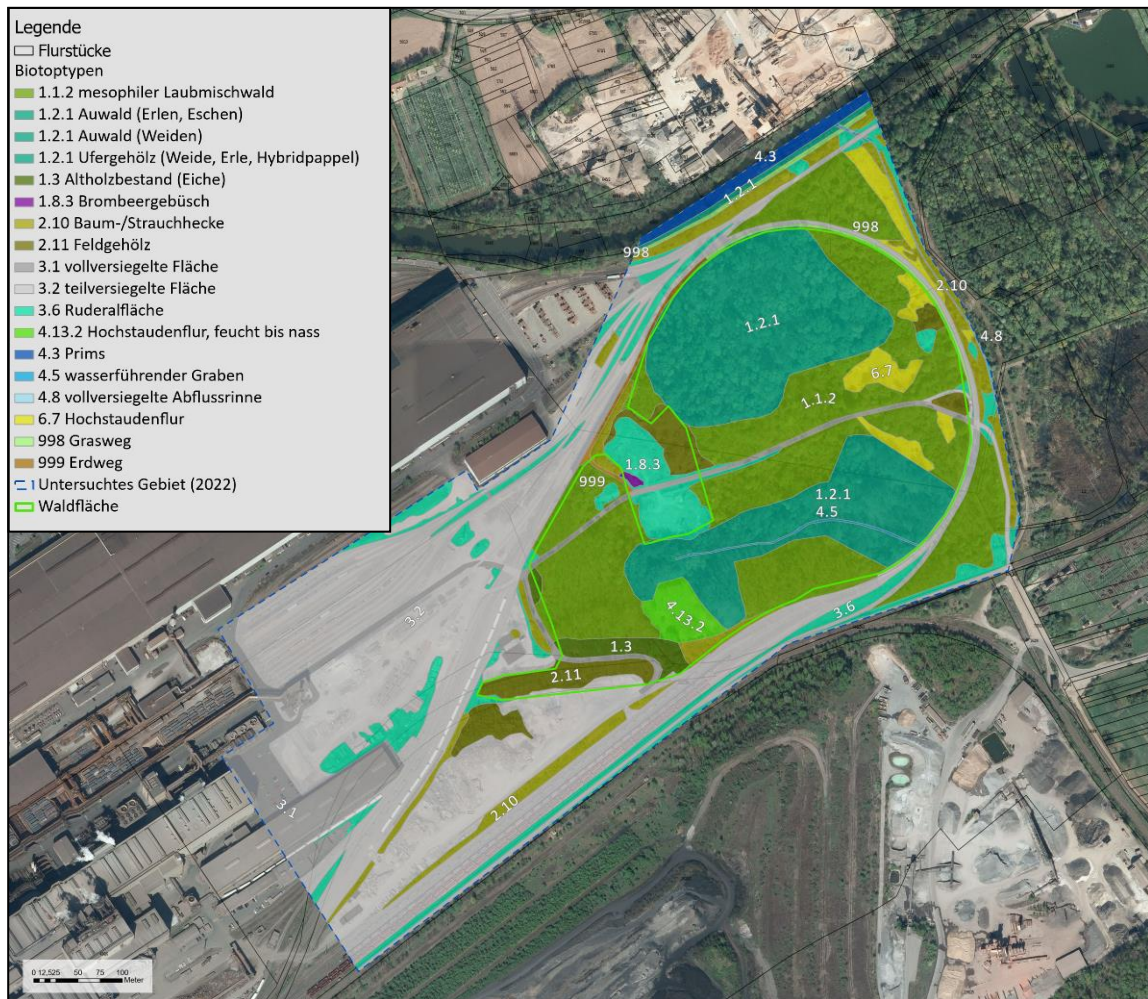 Legende
Flurstücke
Biotoptypen
1.1.2 mesophiler Laubmischwald
1.2.1 Auwald (Erlen, Eschen)
1.2.1 Auwald (Weiden)
1.2.1 Ufergehölz (Weide, Erle, Hybridpappel)
1.3 Altholzbestand (Eiche)
1.8.3 Brombeergebüsch
2.10 Baum-/Strauchhecke
2.11 Feldgehölz
3.1 vollversiegelte Fläche
3.2 teilversiegelte Fläche
3.6 Ruderalfläche
4.13.2 Hochstaudenflur, feucht bis nass
4.3 Prims
4.5 wasserführender Graben
4.8 vollversiegelte Abflussrinne
6.7 Hochstaudenflur
998 Grasweg
999 Erdweg
Untersuchtes Gebiet (2022)
Waldfläche
4.3
1.2.1
998
998
2.10
4.8
1.2.1
6.7
1.1.2
1.8.3
999
1.2.1
4.5
3.2
4.13.2
3.6
1.3
2.11
3.1
2.10
0 12,525 50 75 100
Meter